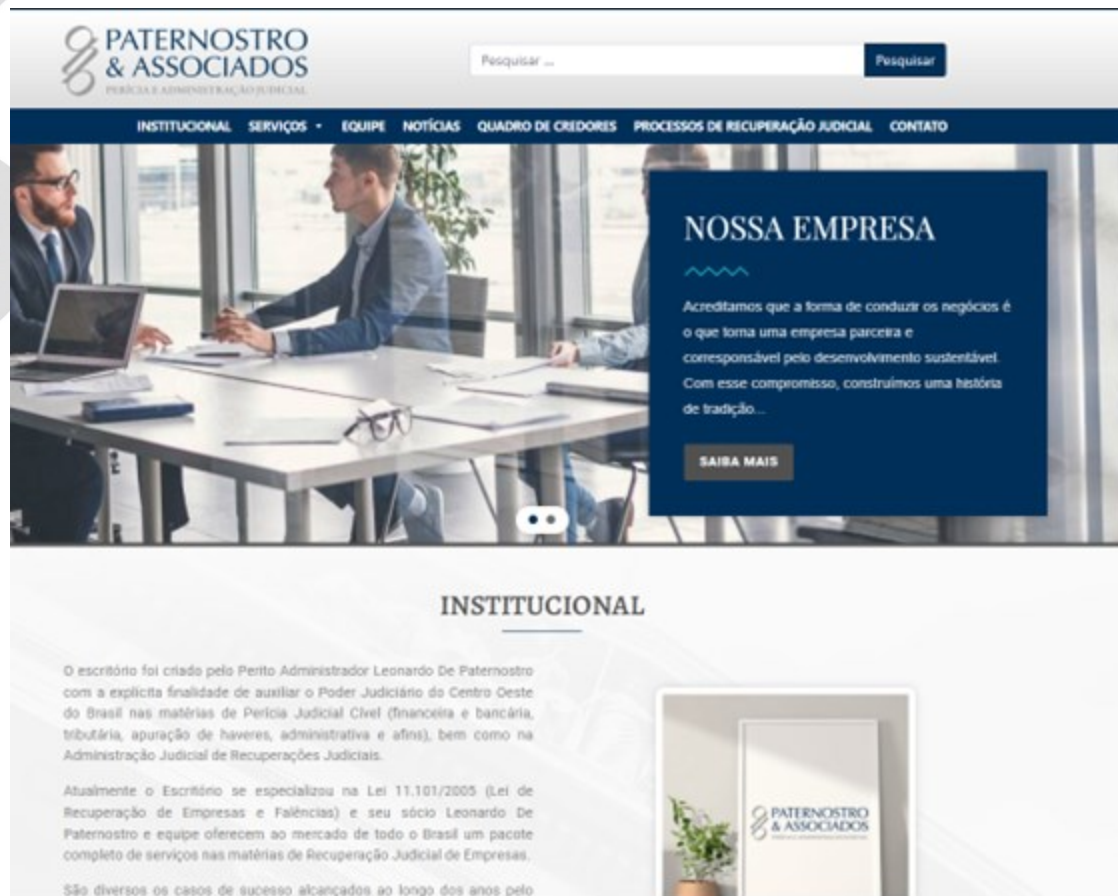 PATERNOSTRO
& ASSOCIADOS
PERÍCIA E ADMINISTRAÇÃO JUDICIAL
Pesquisar ...
Pesquisar
INSTITUCIONAL SERVIÇOS EQUIPE NOTÍCIAS QUADRO DE CREDORES PROCESSOS DE RECUPERAÇÃO JUDICIAL CONTATO
NOSSA EMPRESA
Acreditamos que a forma de conduzir os negócios é
o que torna uma empresa parceira e
corresponsável pelo desenvolvimento sustentável.
Com esse compromisso, construímos uma história
de tradição...
SAIBA MAIS
INSTITUCIONAL
O escritório foi criado pelo Perito Administrador Leonardo De Paternostro
com a explícita finalidade de auxiliar o Poder Judiciário do Centro Oeste
do Brasil nas matérias de Perícia Judicial Cível (financeira e bancária,
tributária, apuração de haveres, administrativa e afins), bem como na
Administração Judicial de Recuperações Judiciais.
Atualmente o Escritório se especializou na Lei 11.101/2005 (Lei de
Recuperação de Empresas e Falências) e seu sócio Leonardo De
Paternostro e equipe oferecem ao mercado de todo o Brasil um pacote
completo de serviços nas matérias de Recuperação Judicial de Empresas.
São diversos os casos de sucesso alcançados ao longo dos anos pelo
PATERNOSTRO
& ASSOCIADOS